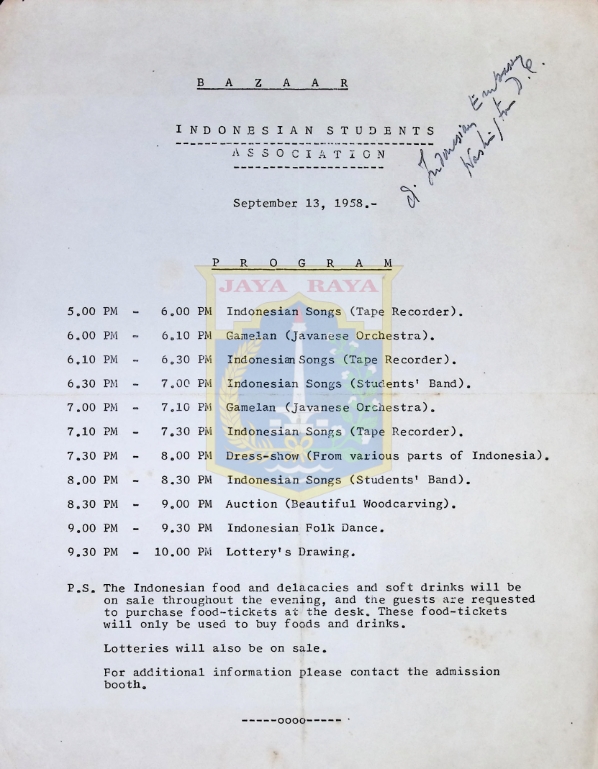 B A Z A A R
di Indonesian Embassy
Washington D.C.
INDONESIAN STUDENTS
ASSOCIATION
September 13, 1958.-
P R O G R A M
JAYA RAYA
5.00 PM - 6.00 PM Indonesian Songs (Tape Recorder).
6.00 PM - 6.10 PM Gamelan (Javanese Orchestra).
6.10 PM - 6.30 PM Indonesian Songs (Tape Recorder).
6.30 PM - 7.00 PM Indonesian Songs (Students' Band).
7.00 PM - 7.10 PM Gamelan (Javanese Orchestra).
7.10 PM - 7.30 PM Indonesian Songs (Tape Recorder).
7.30 PM - 8.00 PM Dress-show (From various parts of Indonesia).
8.00 PM - 8.30 PM Indonesian Songs (Students' Band).
8.30 PM - 9.00 PM Auction (Beautiful Woodcarving).
9.00 PM - 9.30 PM Indonesian Folk Dance.
9.30 PM - 10.00 PM Lottery's Drawing.
P.S. The Indonesian food and delacacies and soft drinks will be
on sale throughout the evening, and the guests are requested
to purchase food-tickets at the desk. These food-tickets
will only be used to buy foods and drinks.
Lotteries will also be on sale.
For additional information please contact the admission
booth.
-----oooo-----